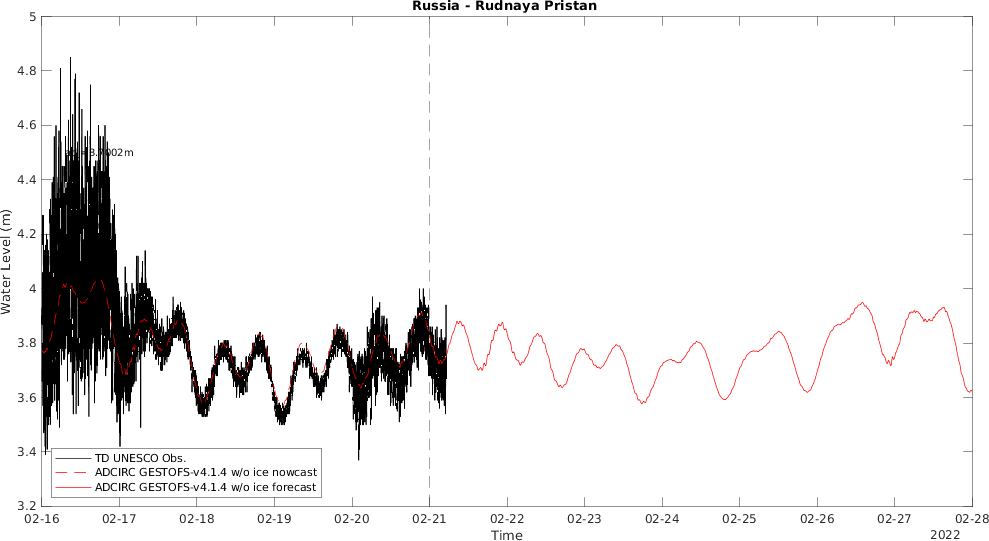 Russia - Rudnaya Pristan
5
4.8
4.6
4.4
4.2
4
3.8
3.6
3.4
3.2
Water Level (m)
TD UNESCO Obs.
ADCIRC GESTOFS-v4.1.4 w/o ice nowcast
ADCIRC GESTOFS-v4.1.4 w/o ice forecast
02-16 02-17 02-18 02-19 02-20 02-21 02-22 02-23 02-24 02-25 02-26 02-27 02-28
Time
2022